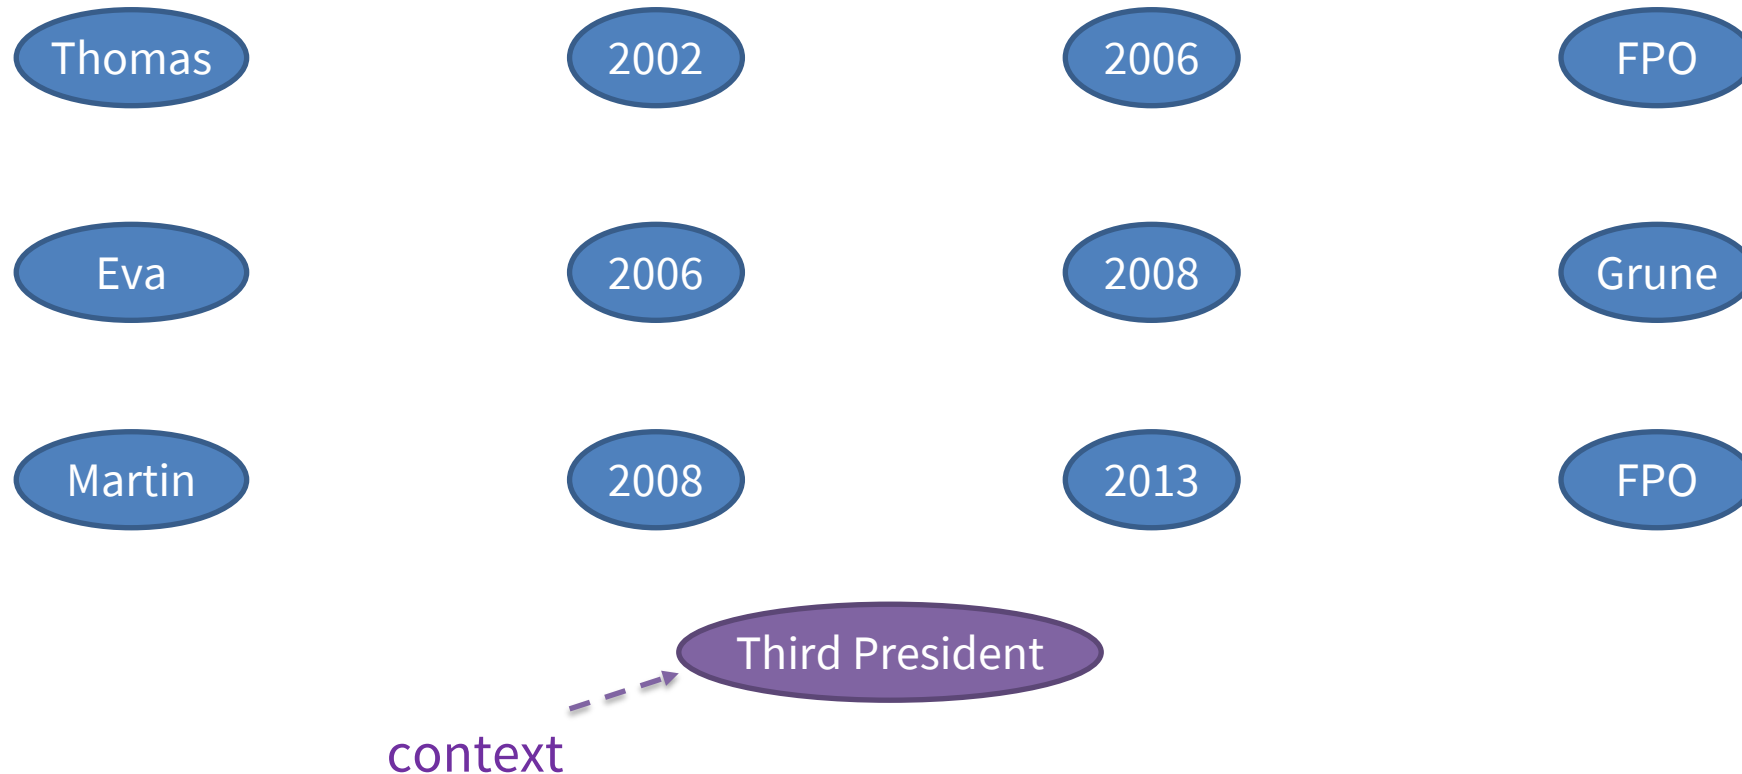 Thomas 2002 2006 FPO
Eva 2006 2008 Grune
Martin 2008 2013 FPO
Third President
context